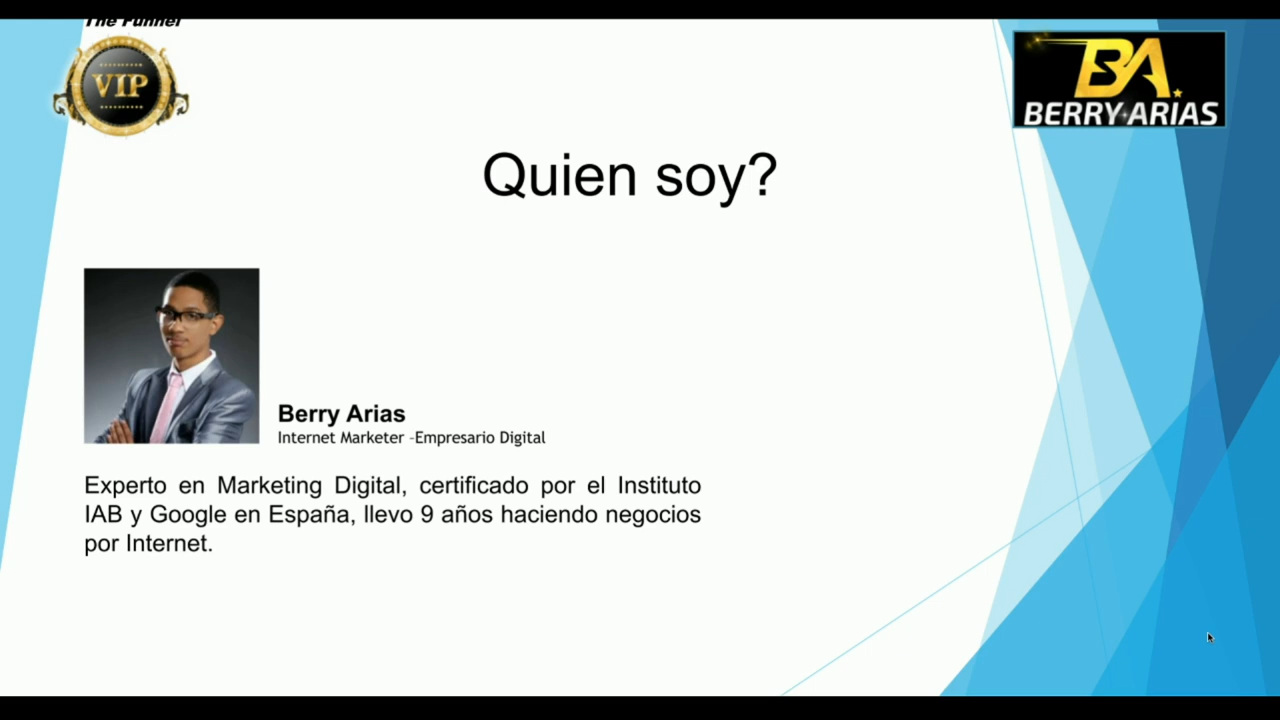 The Funnel
VIP
BA
BERRY ARIAS
Quien soy?
Berry Arias
Internet Marketer -Empresario Digital
Experto en Marketing Digital, certificado por el Instituto
IAB y Google en España, llevo 9 años haciendo negocios
por Internet.